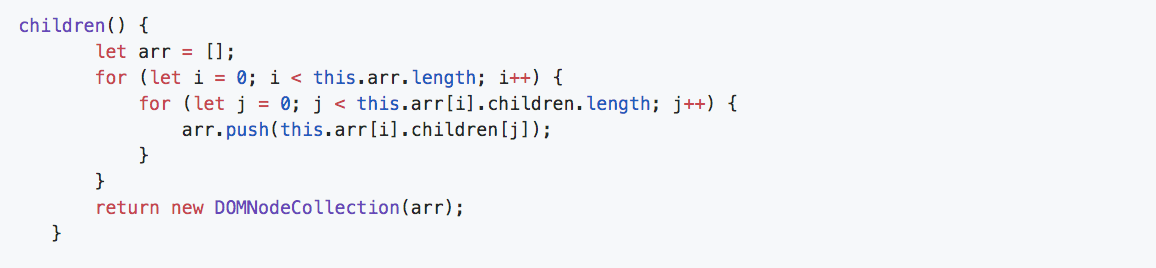 children() {
let arr = [];
for (let i = 0; i < this.arr.length; i++) {
for (let j = 0; j < this.arr[i].children.length; j++) {
arr.push(this.arr[i].children[j]);
}
}
return new DOMNodeCollection(arr);
}